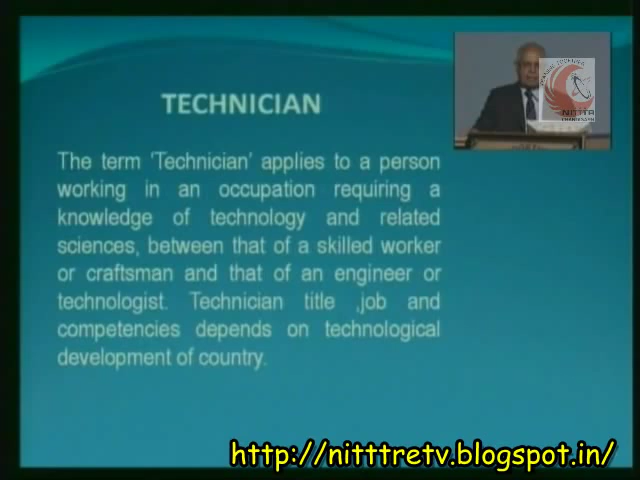 TECHNICIAN
The term 'Technician' applies to a person
working in an occupation requiring a
knowledge of technology and related
sciences, between that of a skilled worker
or craftsman and that of an engineer or
technologist. Technician title ,job and
competencies depends on technological
development of country.
NITTTR
CHANDIGARH
http://nitttretv.blogspot.in/